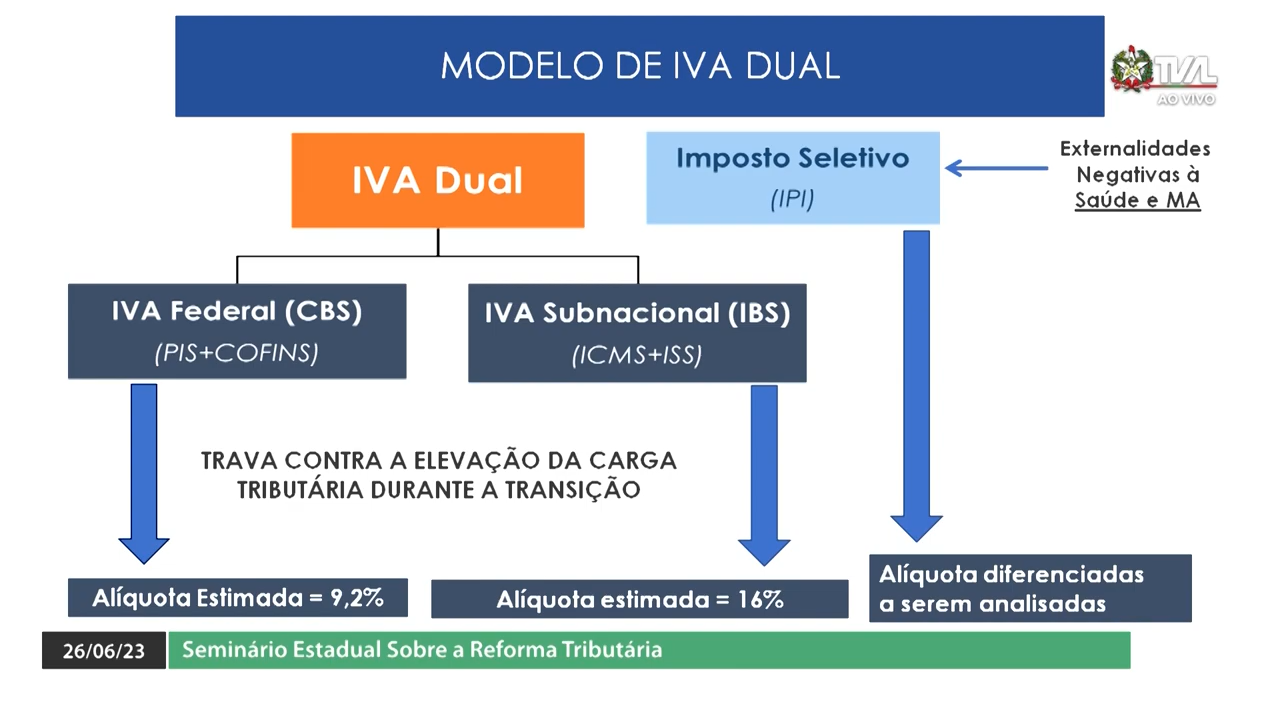 MODELO DE IVA DUAL
TVAL
AO VIVO
IVA Dual
Imposto Seletivo
(IPI)
Externalidades
Negativas à
Saúde e MA
IVA Federal (CBS)
(PIS+COFINS)
IVA Subnacional (IBS)
(ICMS+ISS)
TRAVA CONTRA A ELEVAÇÃO DA CARGA
TRIBUTÁRIA DURANTE A TRANSIÇÃO
Alíquota Estimada = 9,2%
Alíquota estimada = 16%
Alíquota diferenciadas
a serem analisadas
26/06/23
Seminário Estadual Sobre a Reforma Tributária